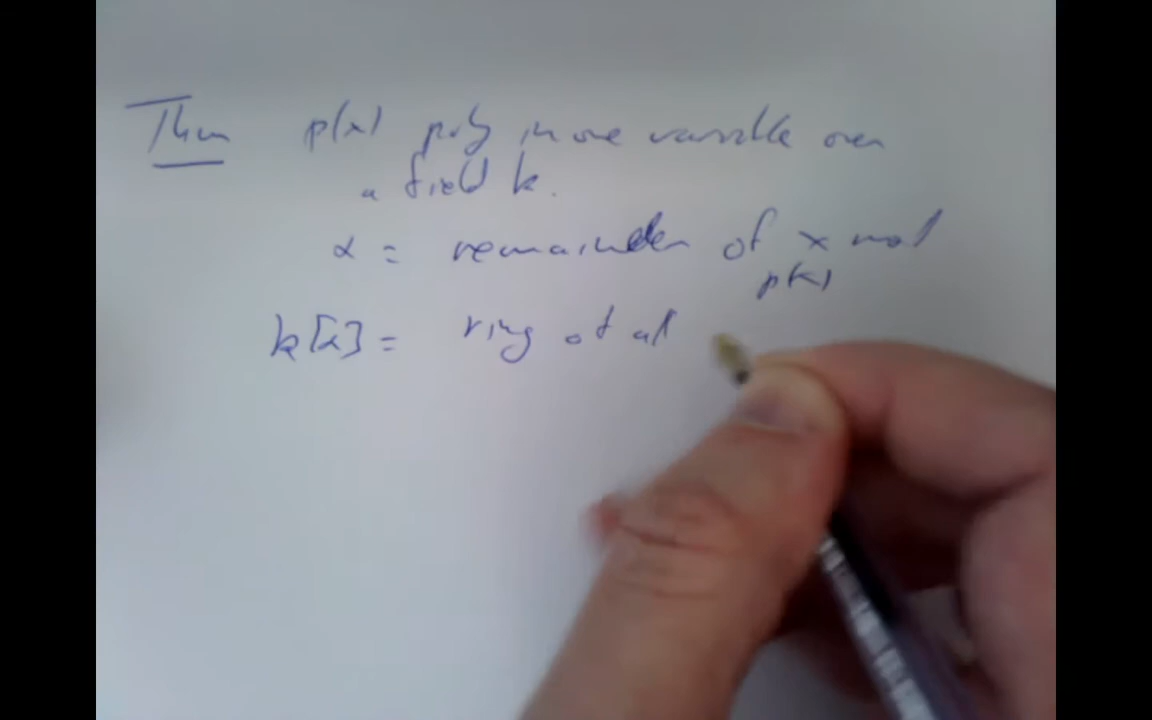 Thm p(x) poly in one variable over
a field k.
α = remainder of x mod
p(x)
k[α] = ring of all